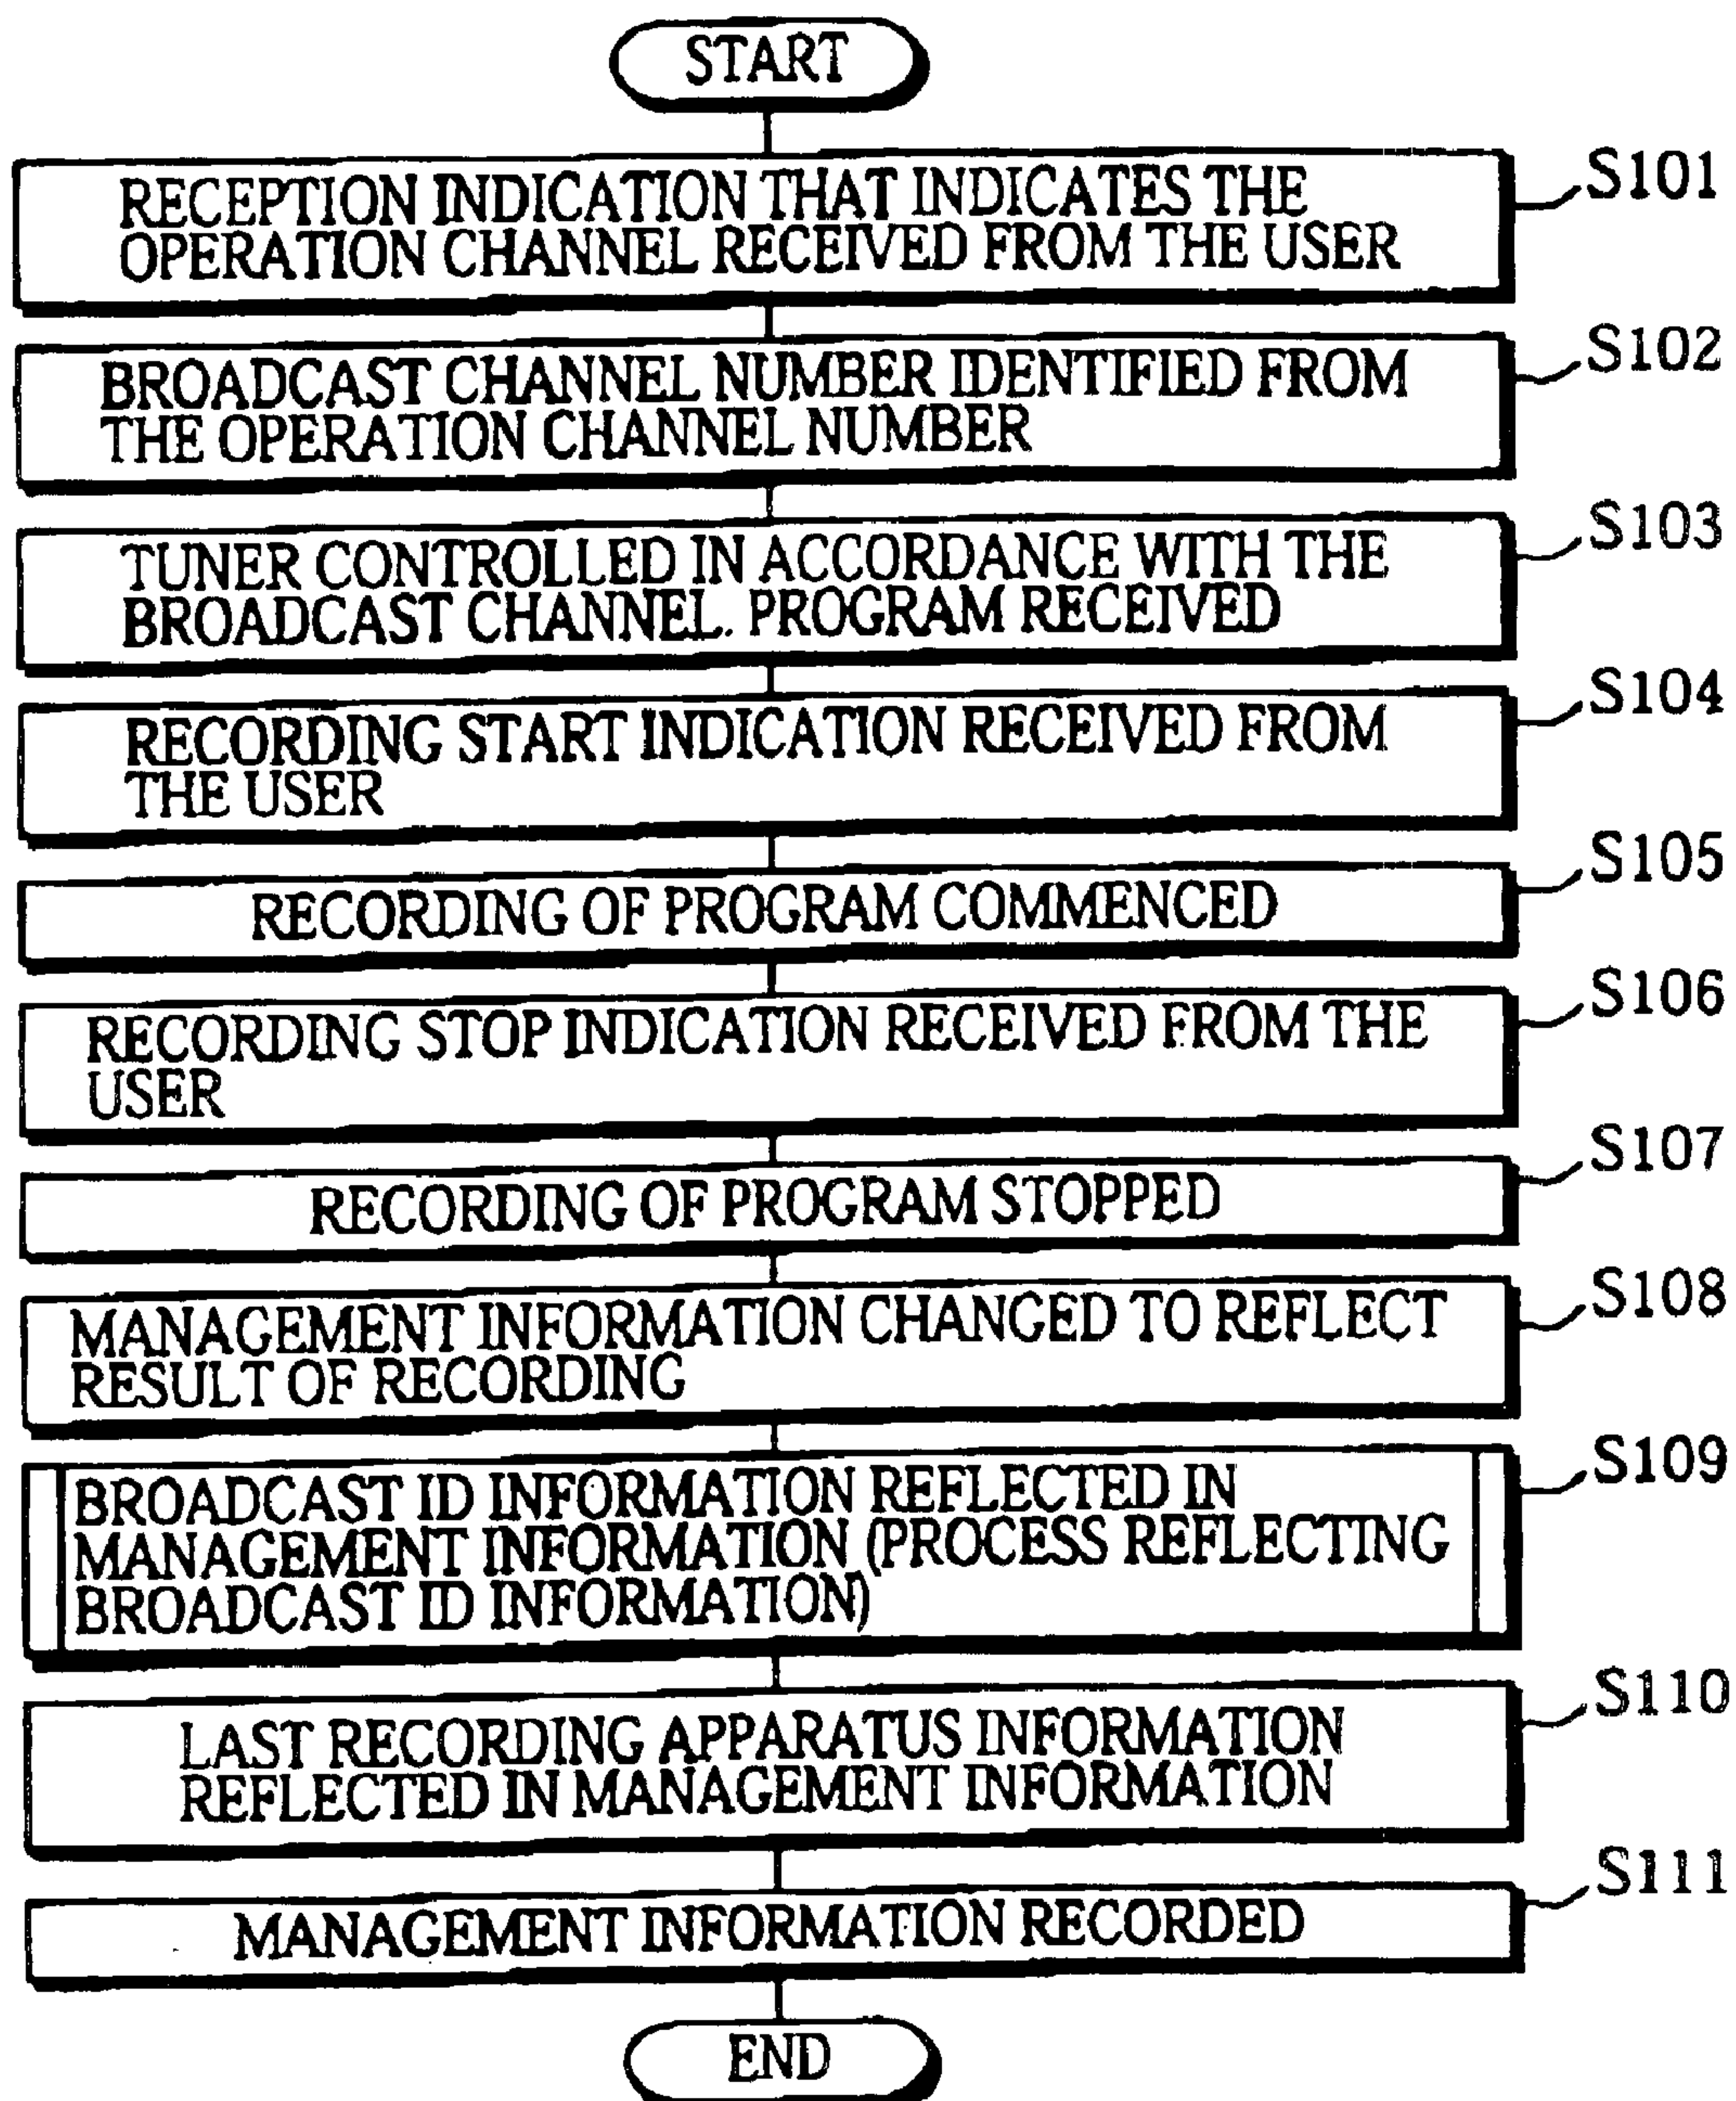 START
RECEPTION INDICATION THAT INDICATES THE
OPERATION CHANNEL RECEIVED FROM THE USER
S101
BROADCAST CHANNEL NUMBER IDENTIFIED FROM
THE OPERATION CHANNEL NUMBER
S102
TUNER CONTROLLED IN ACCORDANCE WITH THE
BROADCAST CHANNEL. PROGRAM RECEIVED
S103
RECORDING START INDICATION RECEIVED FROM
THE USER
S104
RECORDING OF PROGRAM COMMENCED
S105
RECORDING STOP INDICATION RECEIVED FROM THE
USER
S106
RECORDING OF PROGRAM STOPPED
S107
MANAGEMENT INFORMATION CHANGED TO REFLECT
RESULT OF RECORDING
S108
BROADCAST ID INFORMATION REFLECTED IN
MANAGEMENT INFORMATION (PROCESS REFLECTING
BROADCAST ID INFORMATION)
S109
LAST RECORDING APPARATUS INFORMATION
REFLECTED IN MANAGEMENT INFORMATION
S110
MANAGEMENT INFORMATION RECORDED
S111
END